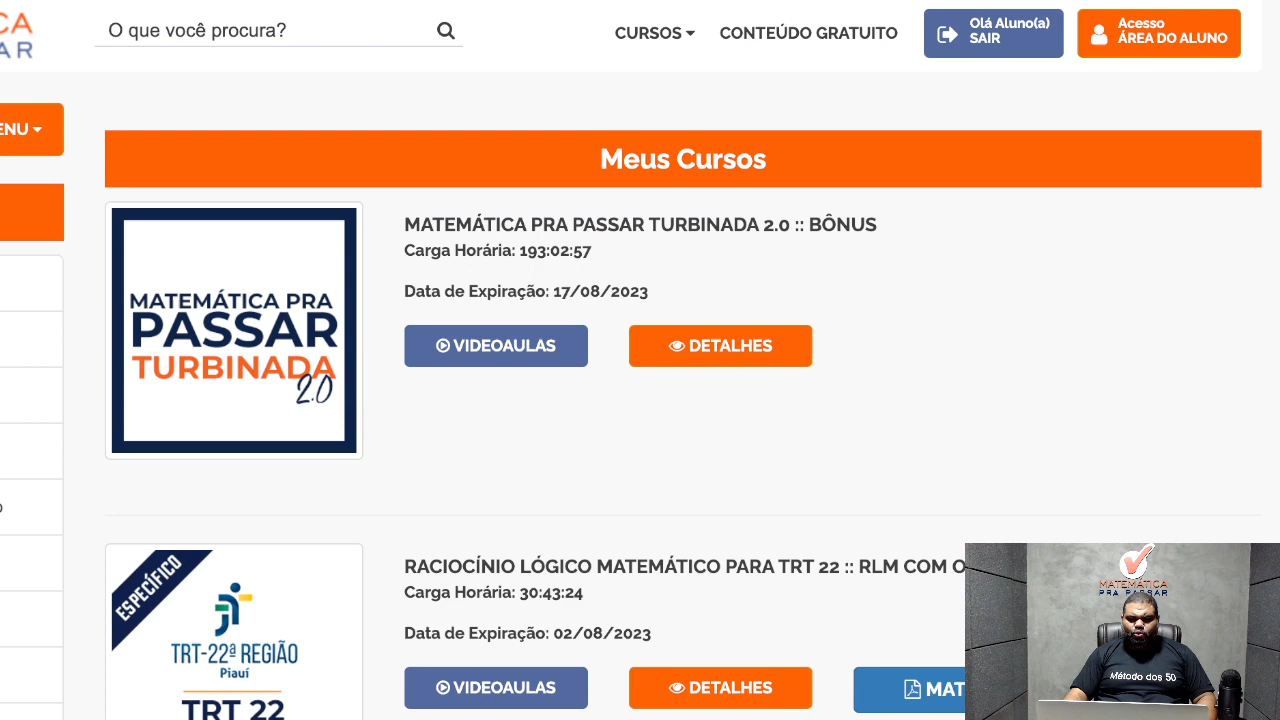 CA
AR
O que você procura?
CURSOS
CONTEÚDO GRATUITO
Olá Aluno(a)
SAIR
Acesso
ÁREA DO ALUNO
ENU
Meus Cursos
MATEMÁTICA PRA
PASSAR
TURBINADA
2.0
MATEMÁTICA PRA PASSAR TURBINADA 2.0 :: BÔNUS
Carga Horária: 193:02:57
Data de Expiração: 17/08/2023
VIDEOAULAS
DETALHES
ESPECÍFICO
TRT-22ª REGIÃO
Piauí
TRT 22
RACIOCÍNIO LÓGICO MATEMÁTICO PARA TRT 22 :: RLM COM O
Carga Horária: 30:43:24
Data de Expiração: 02/08/2023
VIDEOAULAS
DETALHES
MAT
MATEMÁTICA
PRA PASSAR
Método dos 50